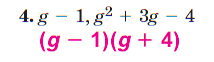 4. g − 1, g² + 3g − 4
(g − 1)(g + 4)